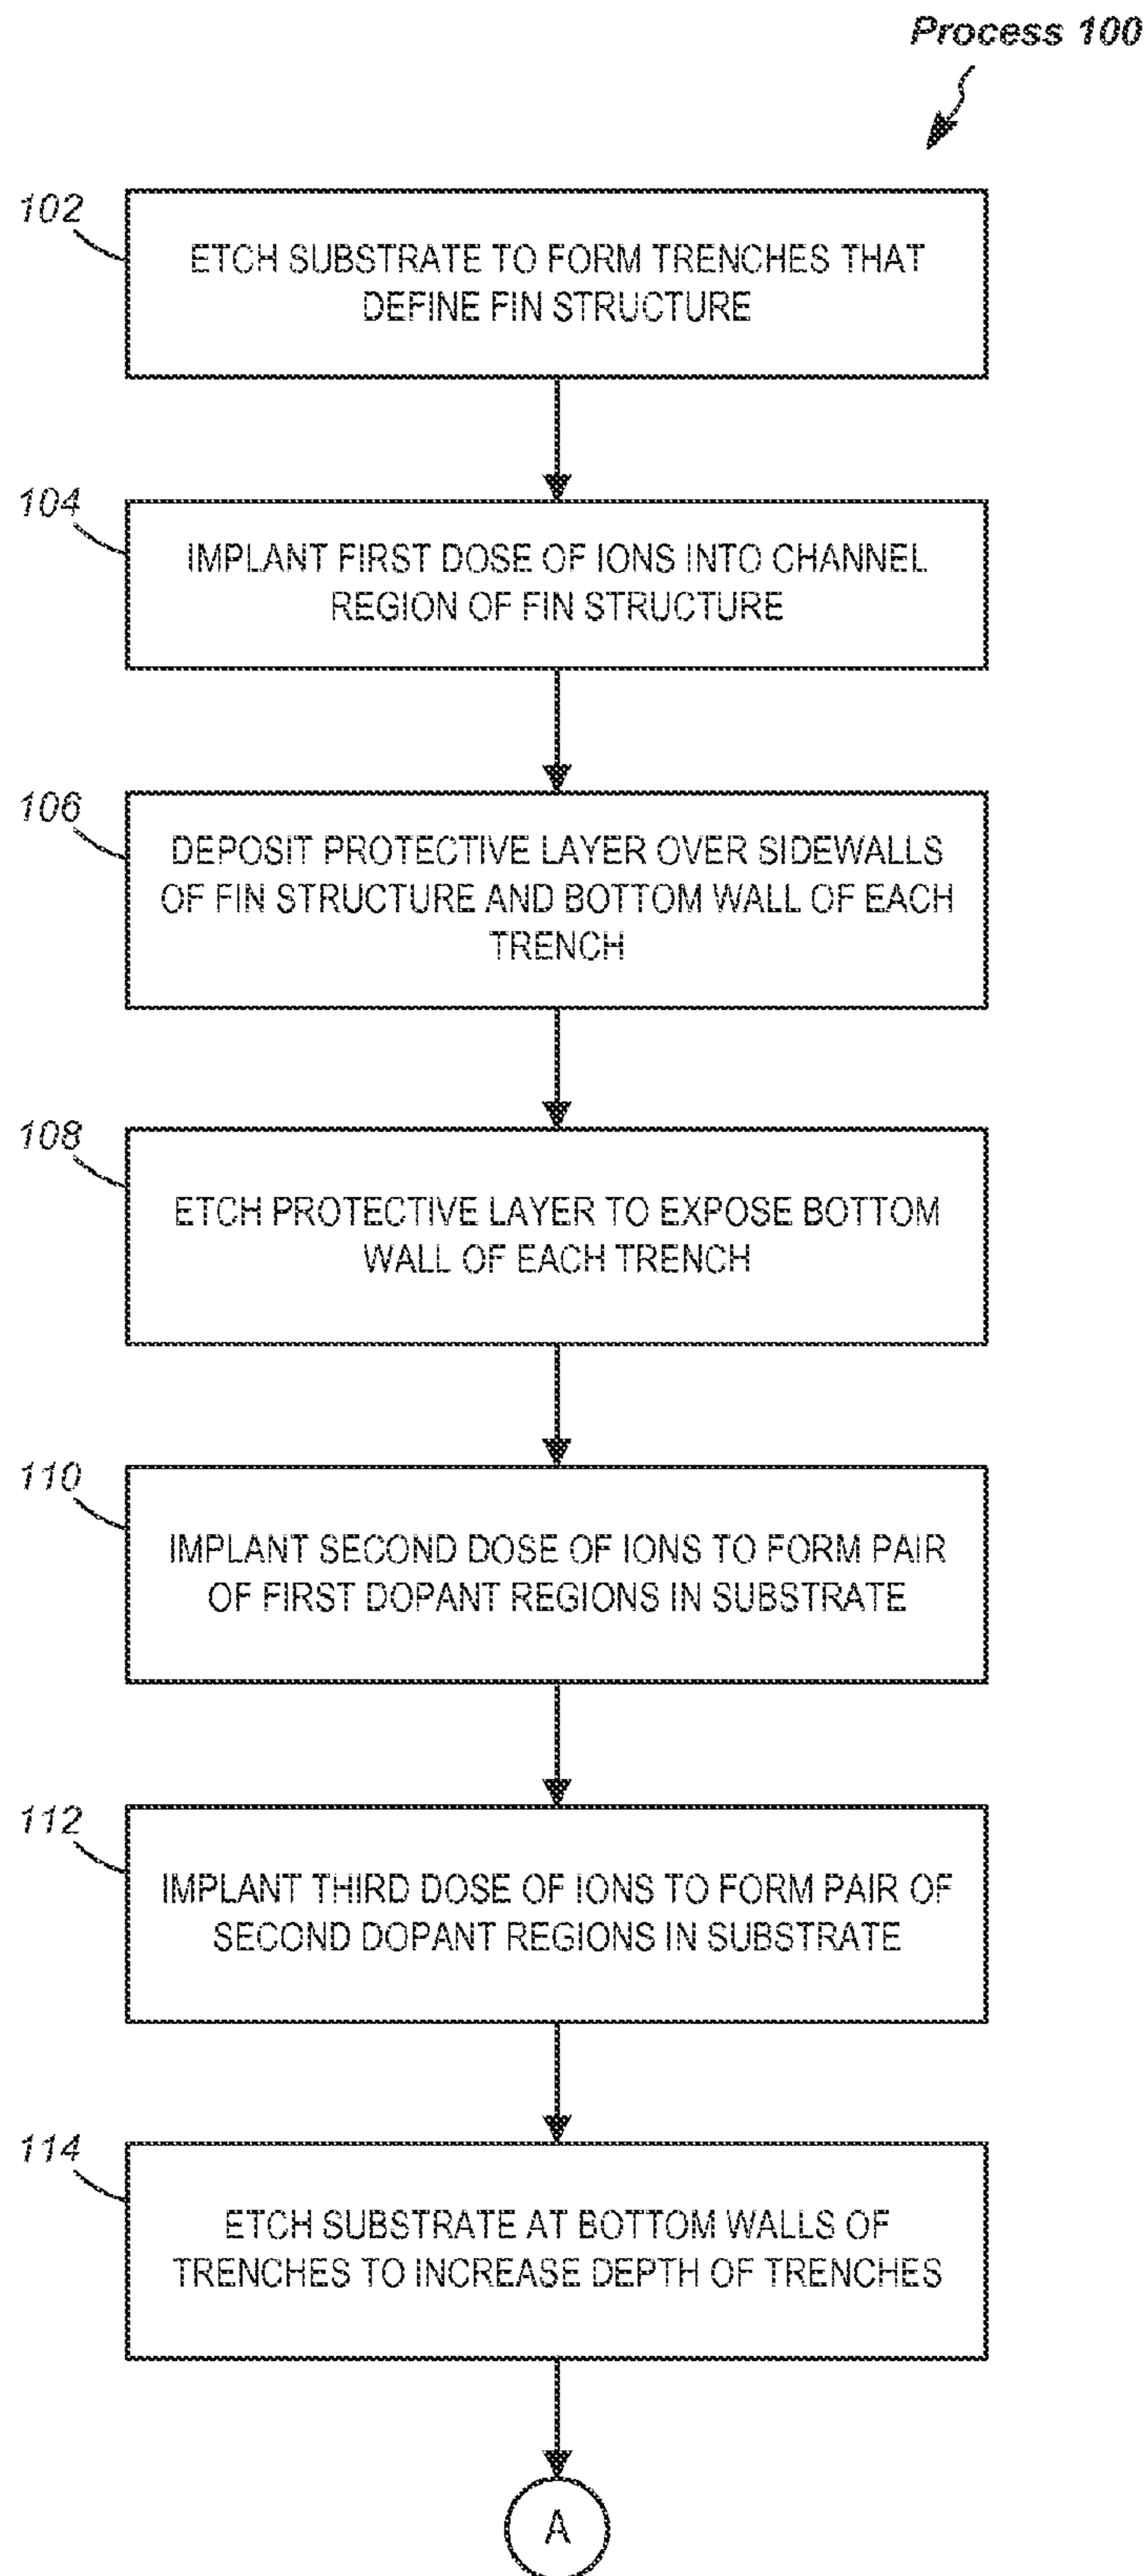 Process 100
102
ETCH SUBSTRATE TO FORM TRENCHES THAT
DEFINE FIN STRUCTURE
104
IMPLANT FIRST DOSE OF IONS INTO CHANNEL
REGION OF FIN STRUCTURE
106
DEPOSIT PROTECTIVE LAYER OVER SIDEWALLS
OF FIN STRUCTURE AND BOTTOM WALL OF EACH
TRENCH
108
ETCH PROTECTIVE LAYER TO EXPOSE BOTTOM
WALL OF EACH TRENCH
110
IMPLANT SECOND DOSE OF IONS TO FORM PAIR
OF FIRST DOPANT REGIONS IN SUBSTRATE
112
IMPLANT THIRD DOSE OF IONS TO FORM PAIR OF
SECOND DOPANT REGIONS IN SUBSTRATE
114
ETCH SUBSTRATE AT BOTTOM WALLS OF
TRENCHES TO INCREASE DEPTH OF TRENCHES
A